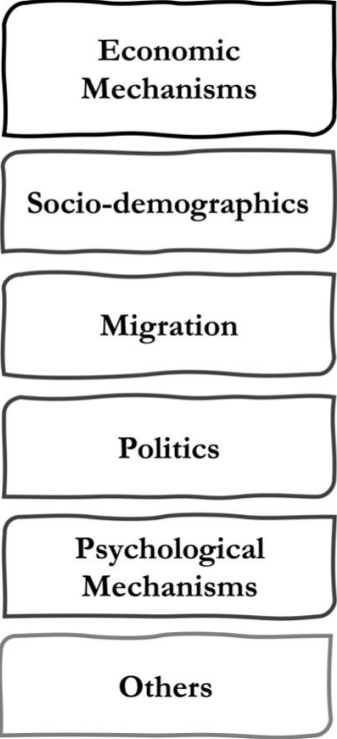 Economic
Mechanisms
Socio-demographics
Migration
Politics
Psychological
Mechanisms
Others